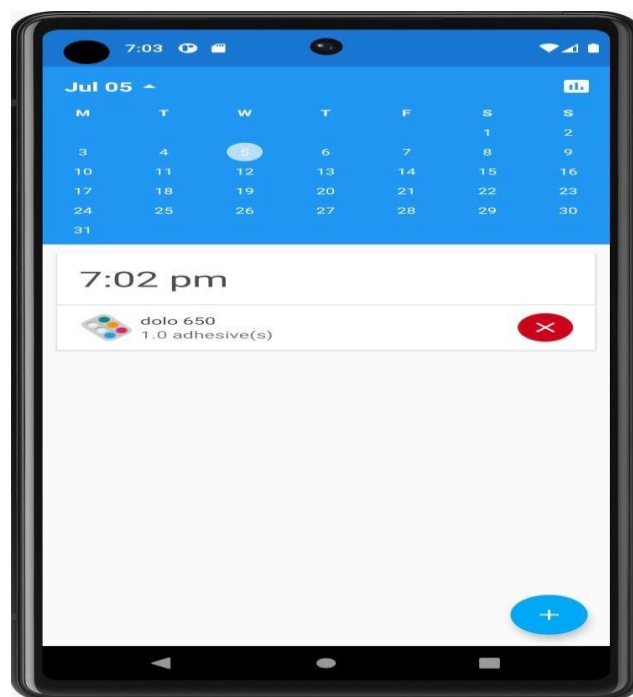 7:03
Jul 05
M T W T F S S
1 2
3 4 5 6 7 8 9
10 11 12 13 14 15 16
17 18 19 20 21 22 23
24 25 26 27 28 29 30
31
7:02 pm
dolo 650
1.0 adhesive(s)